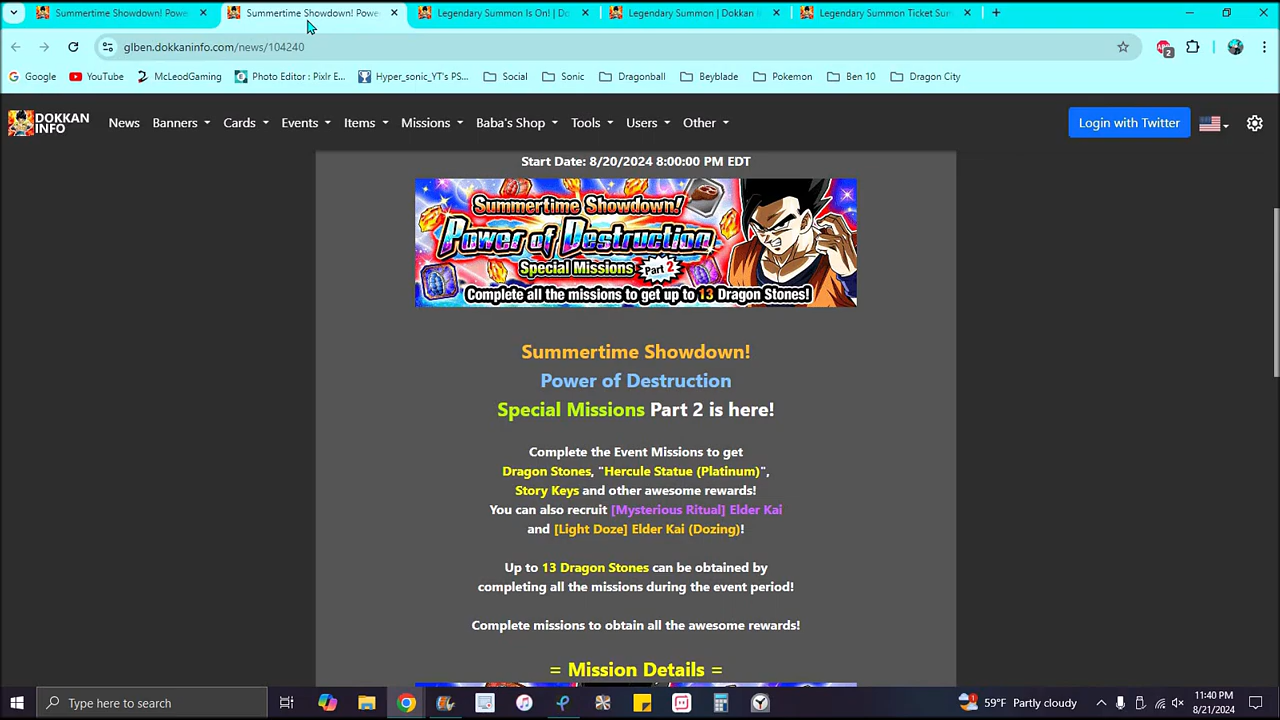 Summertime Showdown! Powe
Summertime Showdown! Powe
Legendary Summon Is On! | Do
Legendary Summon | Dokkan I
Legendary Summon Ticket Sum
glben.dokkaninfo.com/news/104240
2
Google
YouTube
McLeodGaming
Photo Editor : Pixlr E...
Hyper_sonic_YT's PS...
Social
Sonic
Dragonball
Beyblade
Pokemon
Ben 10
Dragon City
DOKKAN
INFO
News
Banners
Cards
Events
Items
Missions
Baba's Shop
Tools
Users
Other
Login with Twitter
Start Date: 8/20/2024 8:00:00 PM EDT
Summertime Showdown!
Power of Destruction
Special Missions Part 2
Complete all the missions to get up to 13 Dragon Stones!
Summertime Showdown!
Power of Destruction
Special Missions Part 2 is here!
Complete the Event Missions to get
Dragon Stones, "Hercule Statue (Platinum)",
Story Keys and other awesome rewards!
You can also recruit [Mysterious Ritual] Elder Kai
and [Light Doze] Elder Kai (Dozing)!
Up to 13 Dragon Stones can be obtained by
completing all the missions during the event period!
Complete missions to obtain all the awesome rewards!
= Mission Details =
Type here to search
59°F Partly cloudy
11:40 PM
8/21/2024